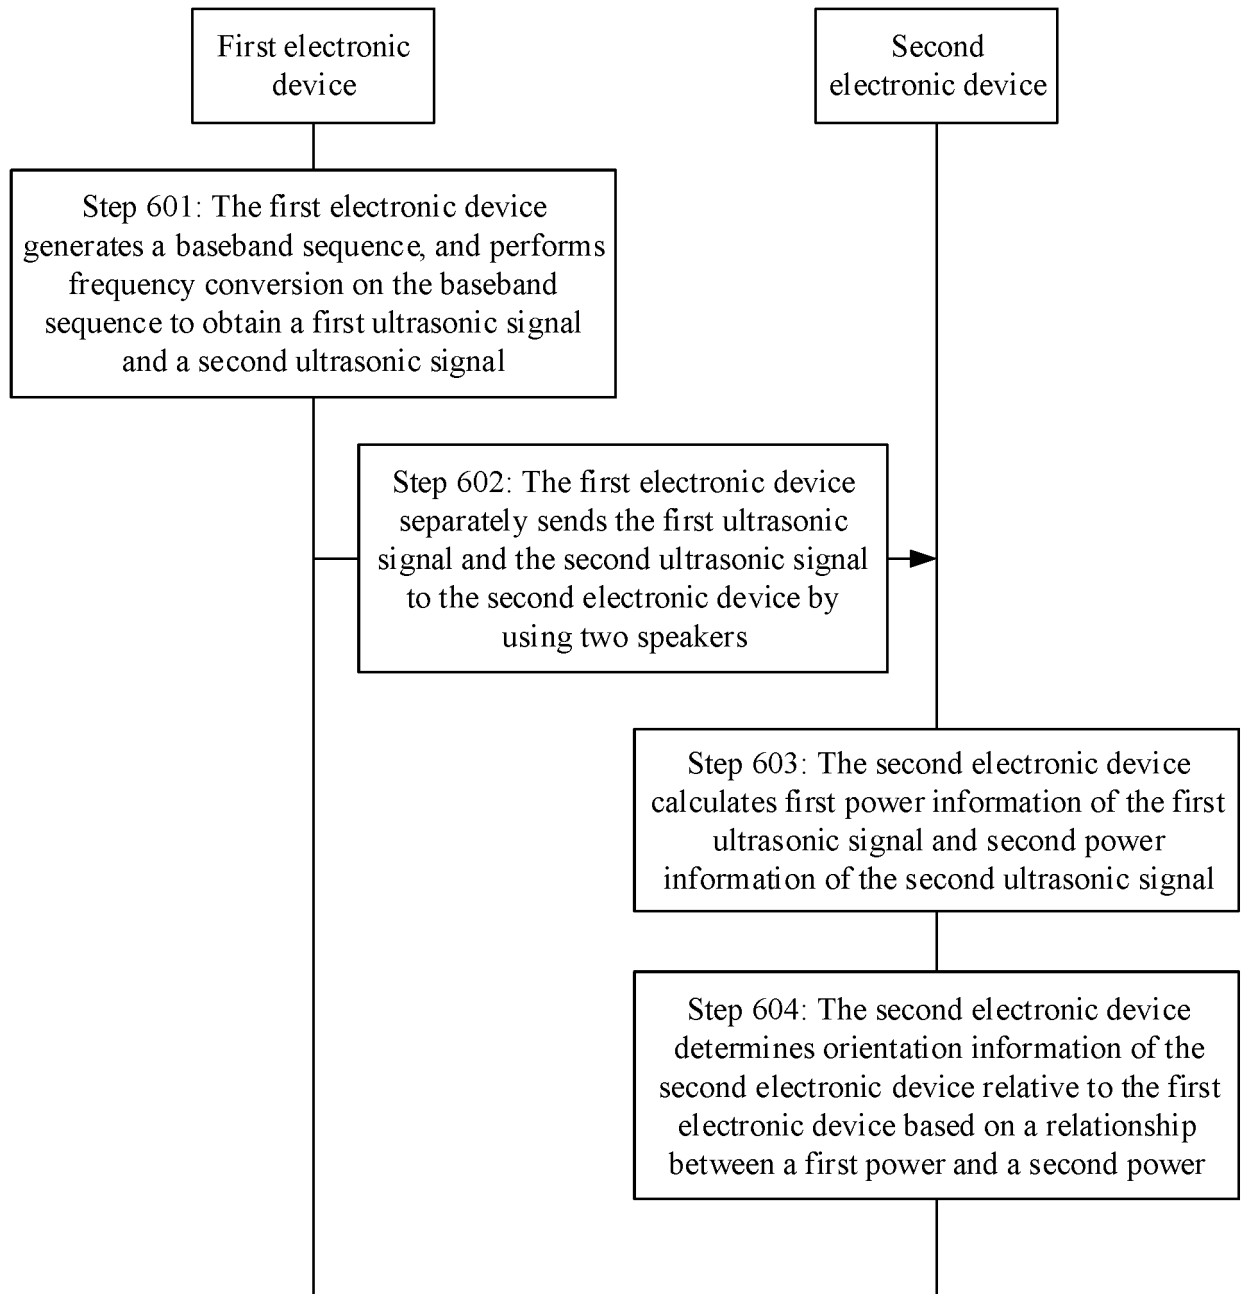 First electronic
device
Second
electronic device
Step 601: The first electronic device
generates a baseband sequence, and performs
frequency conversion on the baseband
sequence to obtain a first ultrasonic signal
and a second ultrasonic signal
Step 602: The first electronic device
separately sends the first ultrasonic
signal and the second ultrasonic signal
to the second electronic device by
using two speakers
Step 603: The second electronic device
calculates first power information of the first
ultrasonic signal and second power
information of the second ultrasonic signal
Step 604: The second electronic device
determines orientation information of the
second electronic device relative to the first
electronic device based on a relationship
between a first power and a second power